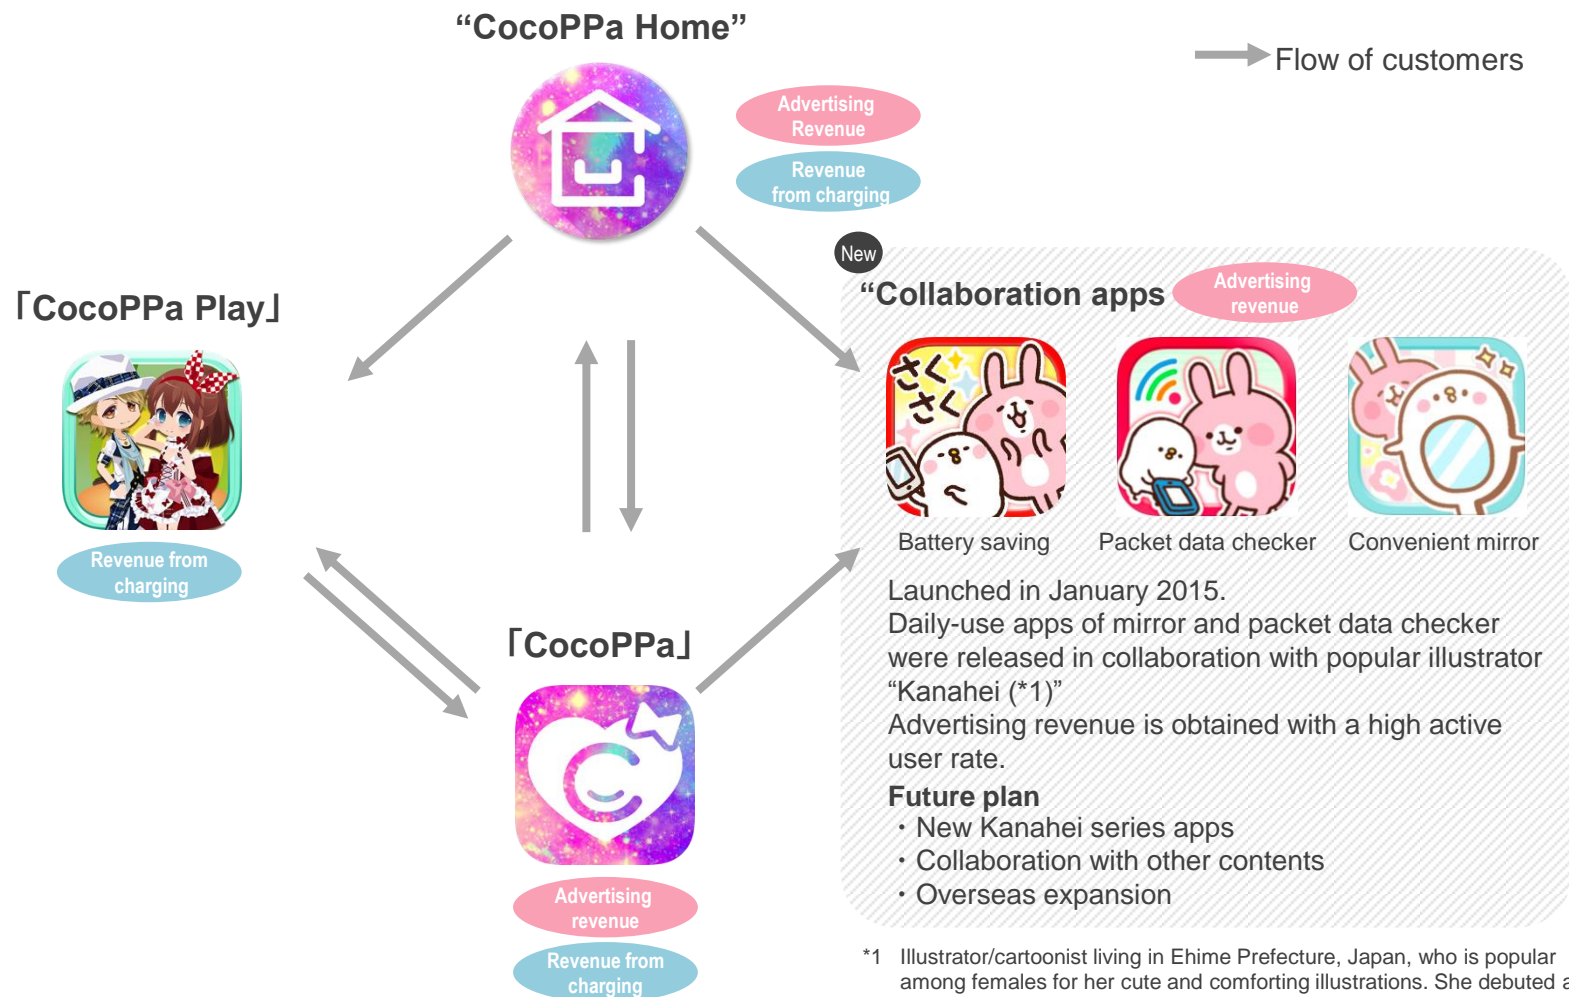 “CocoPPa Home”
Flow of customers
Advertising
Revenue
Revenue
from charging
New
“Collaboration apps
Advertising
revenue
「CocoPPa Play」
さく
さく
Battery saving
Packet data checker
Convenient mirror
Revenue from
charging
Launched in January 2015.
Daily-use apps of mirror and packet data checker
were released in collaboration with popular illustrator
“Kanahei (*1)”
Advertising revenue is obtained with a high active
user rate.
Future plan
・New Kanahei series apps
・Collaboration with other contents
・Overseas expansion
「CocoPPa」
Advertising
revenue
Revenue from
charging
*1 Illustrator/cartoonist living in Ehime Prefecture, Japan, who is popular
among females for her cute and comforting illustrations. She debuted a